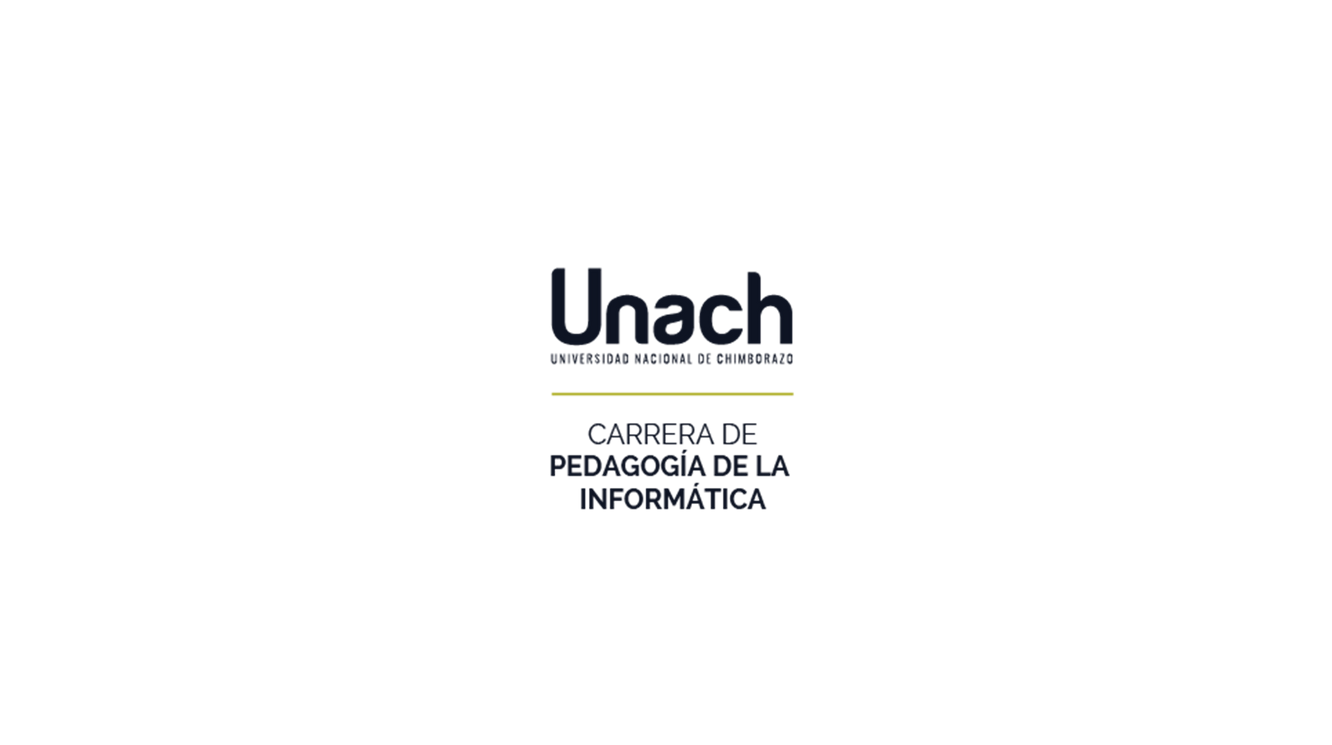 Unach
UNIVERSIDAD NACIONAL DE CHIMBORAZO
CARRERA DE
PEDAGOGÍA DE LA
INFORMÁTICA